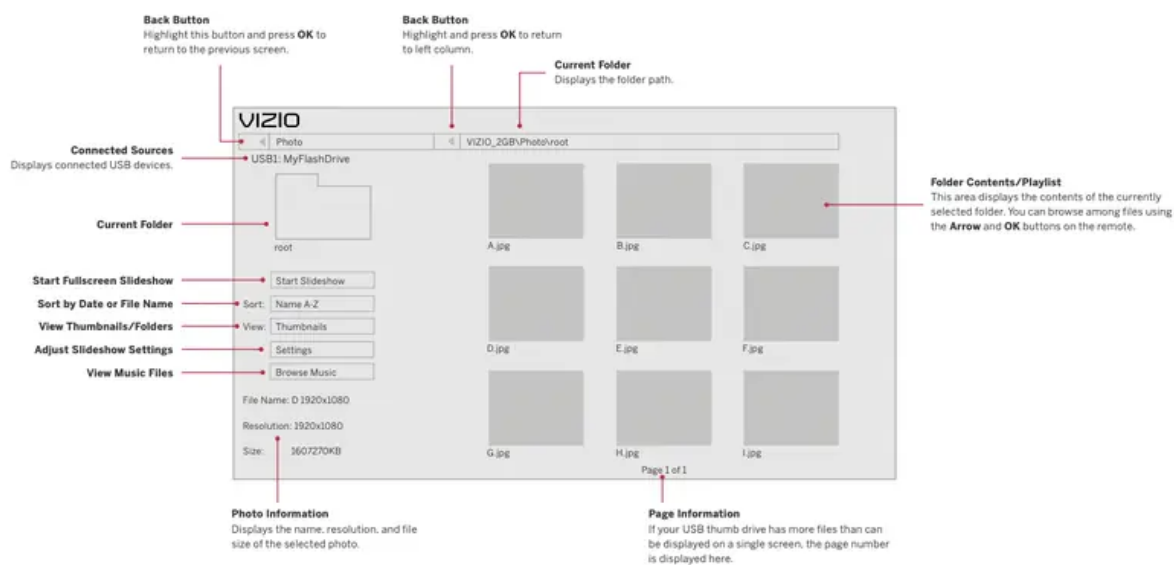 Back Button
Highlight this button and press OK to
return to the previous screen.
Back Button
Highlight and press OK to return
to left column.
Current Folder
Displays the folder path.
VIZIO
Photo
VIZIO_2GB\Photo\root
Connected Sources
Displays connected USB devices.
USB1: MyFlashDrive
Current Folder
root
A.jpg
B.jpg
C.jpg
Folder Contents/Playlist
This area displays the contents of the currently
selected folder. You can browse among files using
the Arrow and OK buttons on the remote.
Start Fullscreen Slideshow
Start Slideshow
Sort by Date or File Name
Sort: Name A-Z
View Thumbnails/Folders
View: Thumbnails
Adjust Slideshow Settings
Settings
View Music Files
Browse Music
D.jpg
E.jpg
F.jpg
File Name: D 1920x1080
Resolution: 1920x1080
Size: 1607270KB
G.jpg
H.jpg
I.jpg
Page 1 of 1
Photo Information
Displays the name, resolution, and file
size of the selected photo.
Page Information
If your USB thumb drive has more files than can
be displayed on a single screen, the page number
is displayed here.